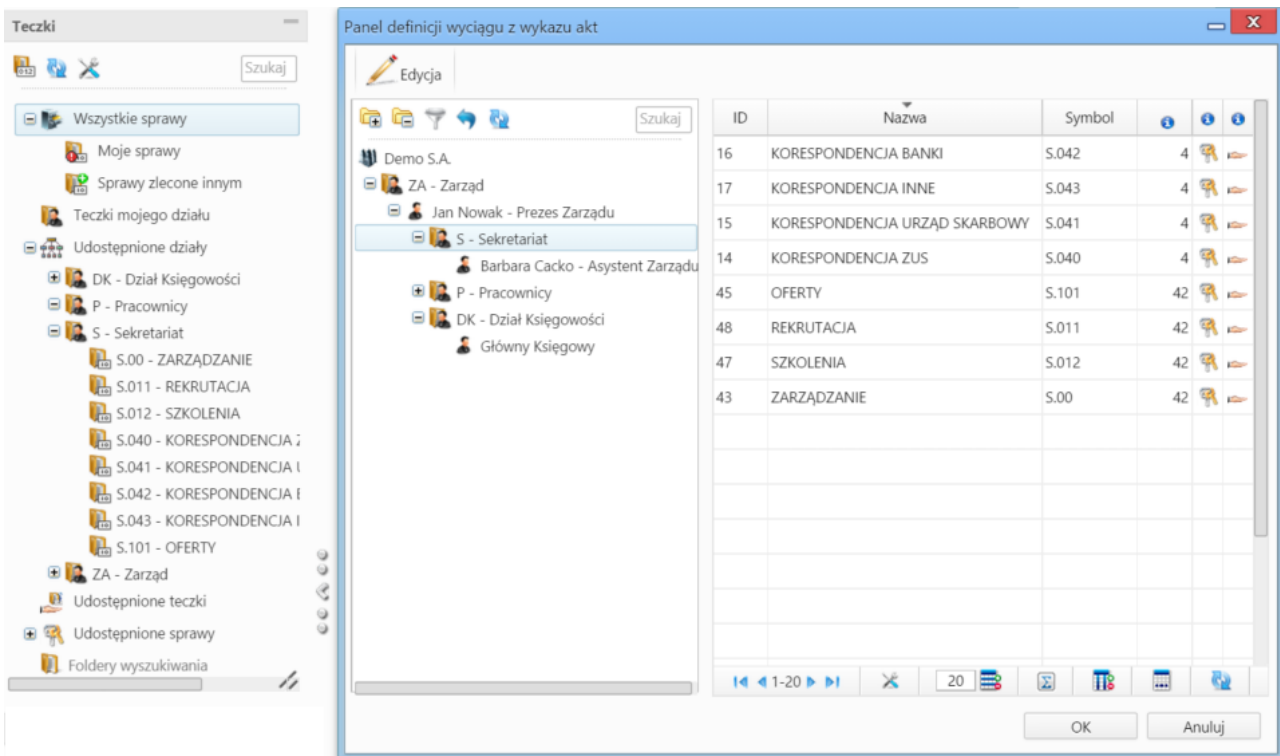 Teczki
Szukaj
Wszystkie sprawy
Moje sprawy
Sprawy zlecone innym
Teczki mojego działu
Udostępnione działy
DK - Dział Księgowości
P - Pracownicy
S - Sekretariat
S.00 - ZARZĄDZANIE
S.011 - REKRUTACJA
S.012 - SZKOLENIA
S.040 - KORESPONDENCJA
S.041 - KORESPONDENCJA
S.042 - KORESPONDENCJA
S.043 - KORESPONDENCJA I
S.101 - OFERTY
ZA - Zarząd
Udostępnione teczki
Udostępnione sprawy
Foldery wyszukiwania
Panel definicji wyciągu z wykazu akt
Edycja
Szukaj
Demo S.A.
ZA - Zarząd
Jan Nowak - Prezes Zarządu
S - Sekretariat
Barbara Cacko - Asystent Zarządu
P - Pracownicy
DK - Dział Księgowości
Główny Księgowy
ID Nazwa Symbol
16 KORESPONDENCJA BANKI S.042 4
17 KORESPONDENCJA INNE S.043 4
15 KORESPONDENCJA URZĄD SKARBOWY S.041 4
14 KORESPONDENCJA ZUS S.040 4
45 OFERTY S.101 42
48 REKRUTACJA S.011 42
47 SZKOLENIA S.012 42
43 ZARZĄDZANIE S.00 42
1-20 20
OK Anuluj